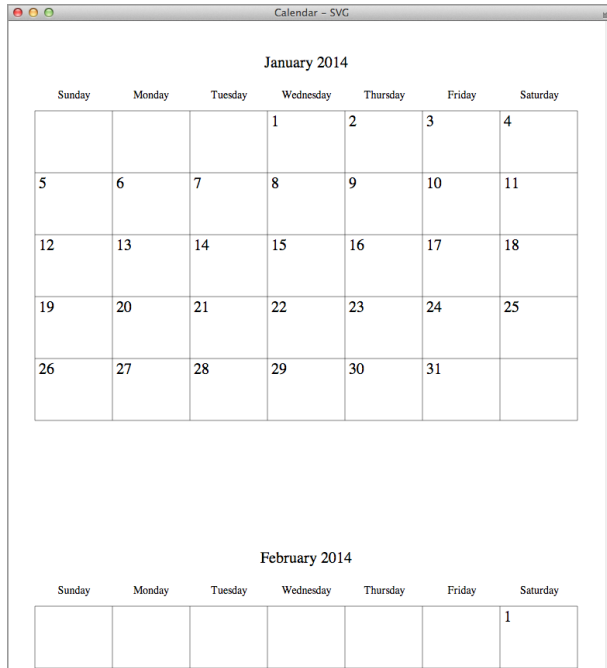 Calendar – SVG
January 2014
Sunday Monday Tuesday Wednesday Thursday Friday Saturday
1 2 3 4
5 6 7 8 9 10 11
12 13 14 15 16 17 18
19 20 21 22 23 24 25
26 27 28 29 30 31
February 2014
Sunday Monday Tuesday Wednesday Thursday Friday Saturday
1